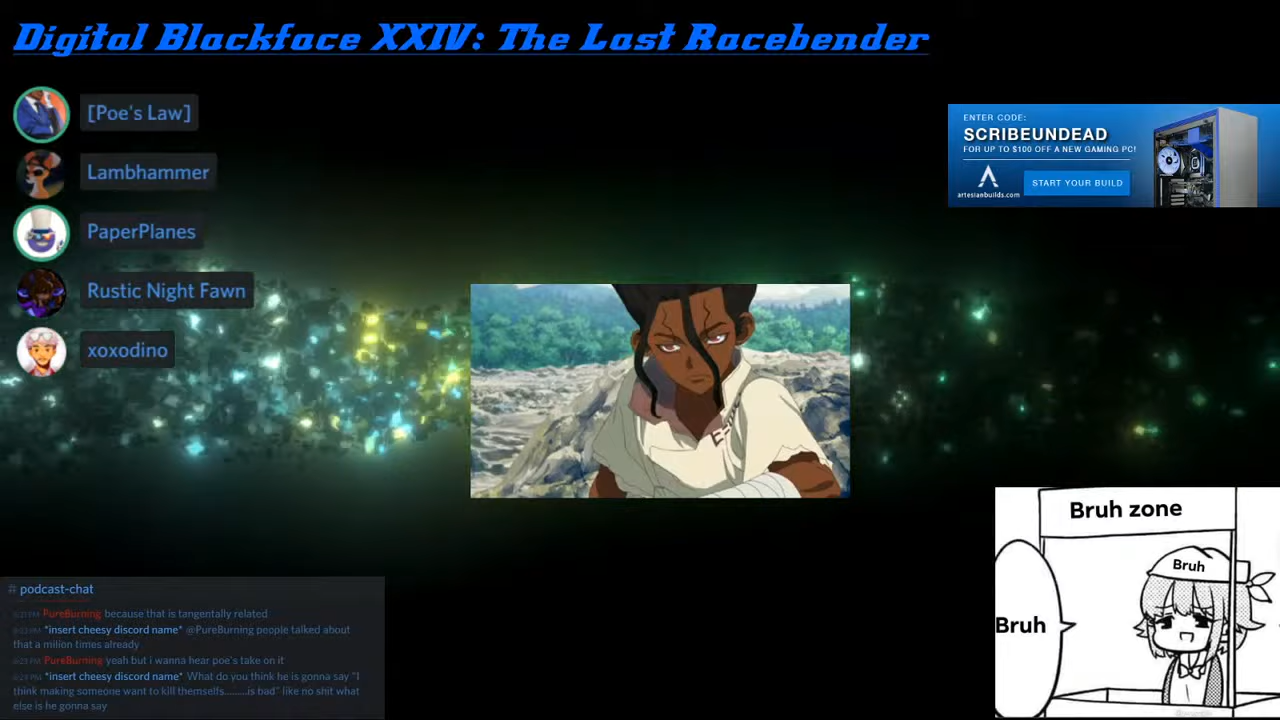 Digital Blackface XXIV: The Last Racebender
[Poe's Law]
Lambhammer
PaperPlanes
Rustic Night Fawn
xoxodino
ENTER CODE:
SCRIBEUNDEAD
FOR UP TO $100 OFF A NEW GAMING PC!
artesianbuilds.com
START YOUR BUILD
Bruh zone
Bruh
Bruh
# podcast-chat
PureBurning because that is tangentally related
*insert cheesy discord name* @PureBurning people talked about
that a milion times already
PureBurning yeah but i wanna hear poe's take on it
*insert cheesy discord name* What do you think he is gonna say "I
think making someone want to kill themselfs.........is bad" like no shit what
else is he gonna say